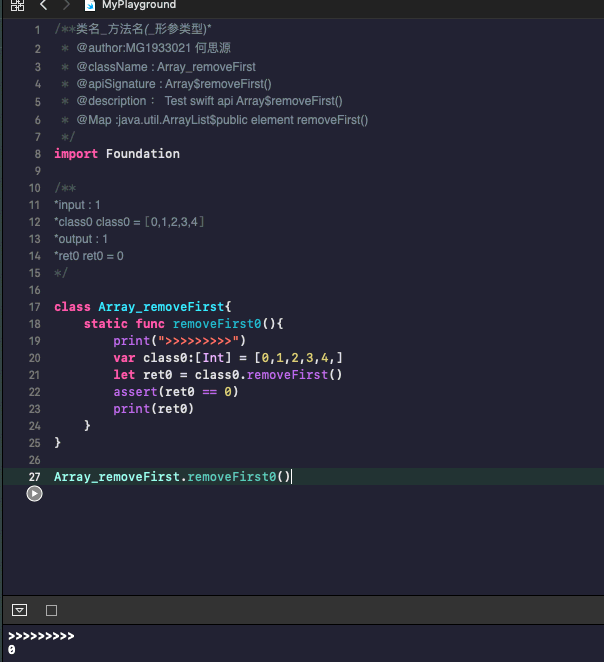 MyPlayground
1 /**类名_方法名(_形参类型)*
2 * @author:MG1933021 何思源
3 * @className : Array_removeFirst
4 * @apiSignature : Array$removeFirst()
5 * @description： Test swift api Array$removeFirst()
6 * @Map :java.util.ArrayList$public element removeFirst()
7 */
8 import Foundation
9
10 /**
11 *input : 1
12 *class0 class0 =［0,1,2,3,4］
13 *output : 1
14 *ret0 ret0 = 0
15 */
16
17 class Array_removeFirst{
18 static func removeFirst0(){
19 print(">>>>>>>>>")
20 var class0:[Int] = [0,1,2,3,4,]
21 let ret0 = class0.removeFirst()
22 assert(ret0 == 0)
23 print(ret0)
24 }
25 }
26
27 Array_removeFirst.removeFirst0()
>>>>>>>>>
0